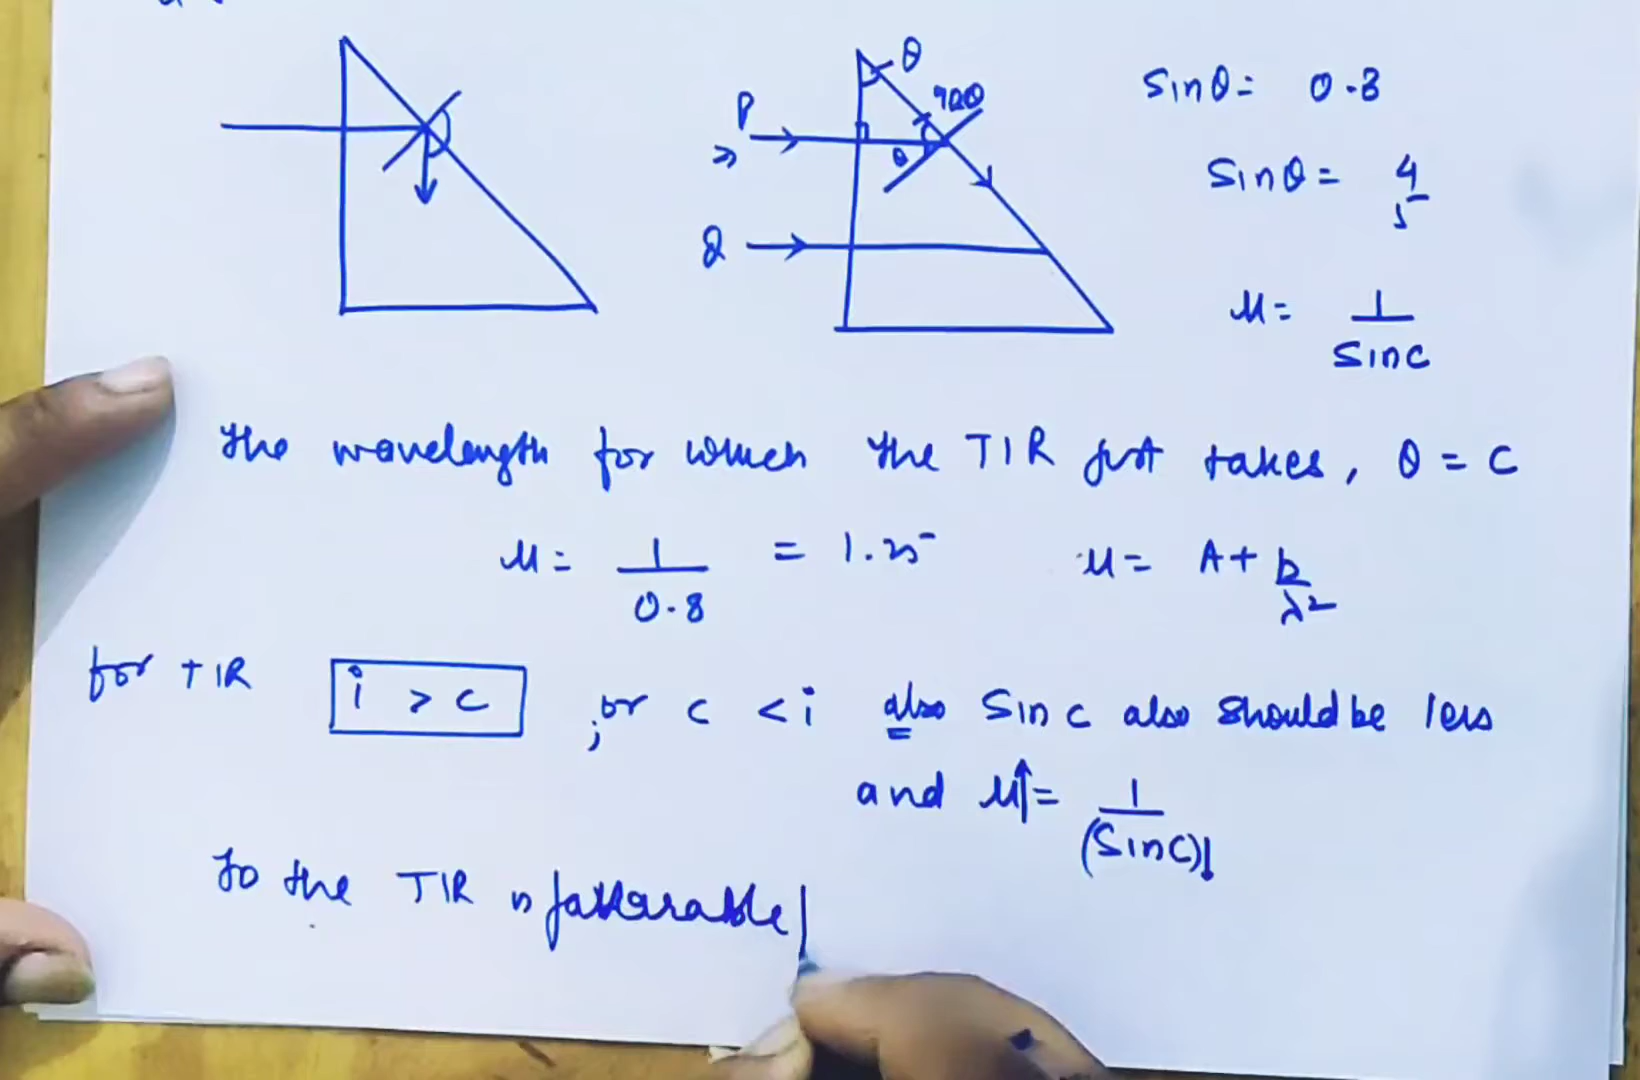 θ
90θ
P
θ
Q
sinθ = 0.8
sinθ = 4/5
μ = 1/sinc
the wavelength for which the TIR just takes, θ = c
μ = 1/0.8 = 1.25 μ = A + b/λ²
for TIR i > c , or c < i also sin c also should be less
and μ↑ = 1/(sinc)↓
So the TIR is